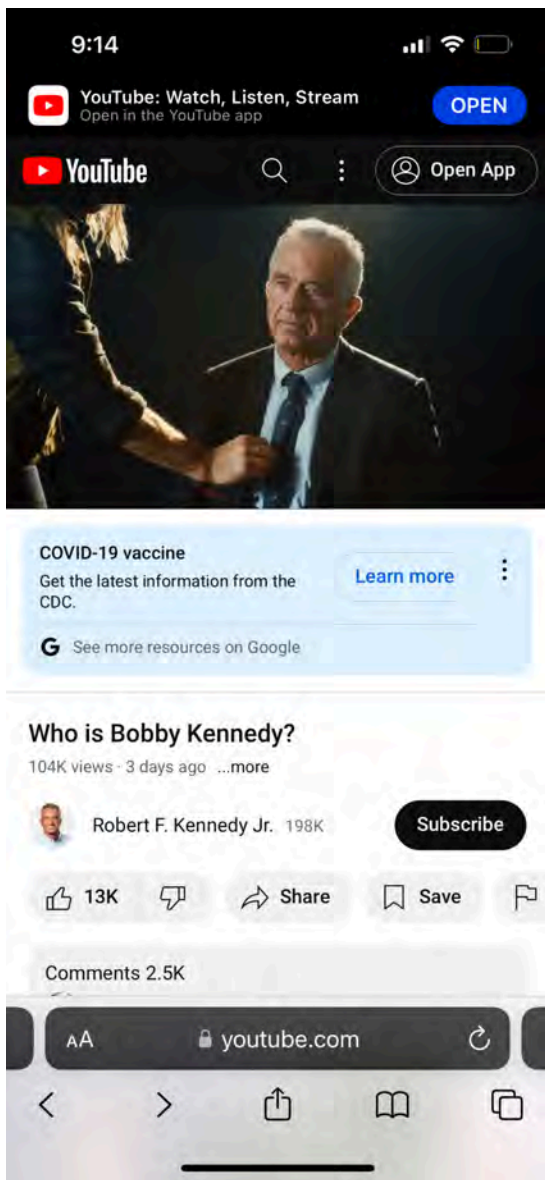 9:14
YouTube: Watch, Listen, Stream
Open in the YouTube app
OPEN
YouTube
Open App
COVID-19 vaccine
Get the latest information from the
CDC.
Learn more
G See more resources on Google
Who is Bobby Kennedy?
104K views · 3 days ago ...more
Robert F. Kennedy Jr. 198K
Subscribe
13K
Share
Save
Comments 2.5K
AA
youtube.com